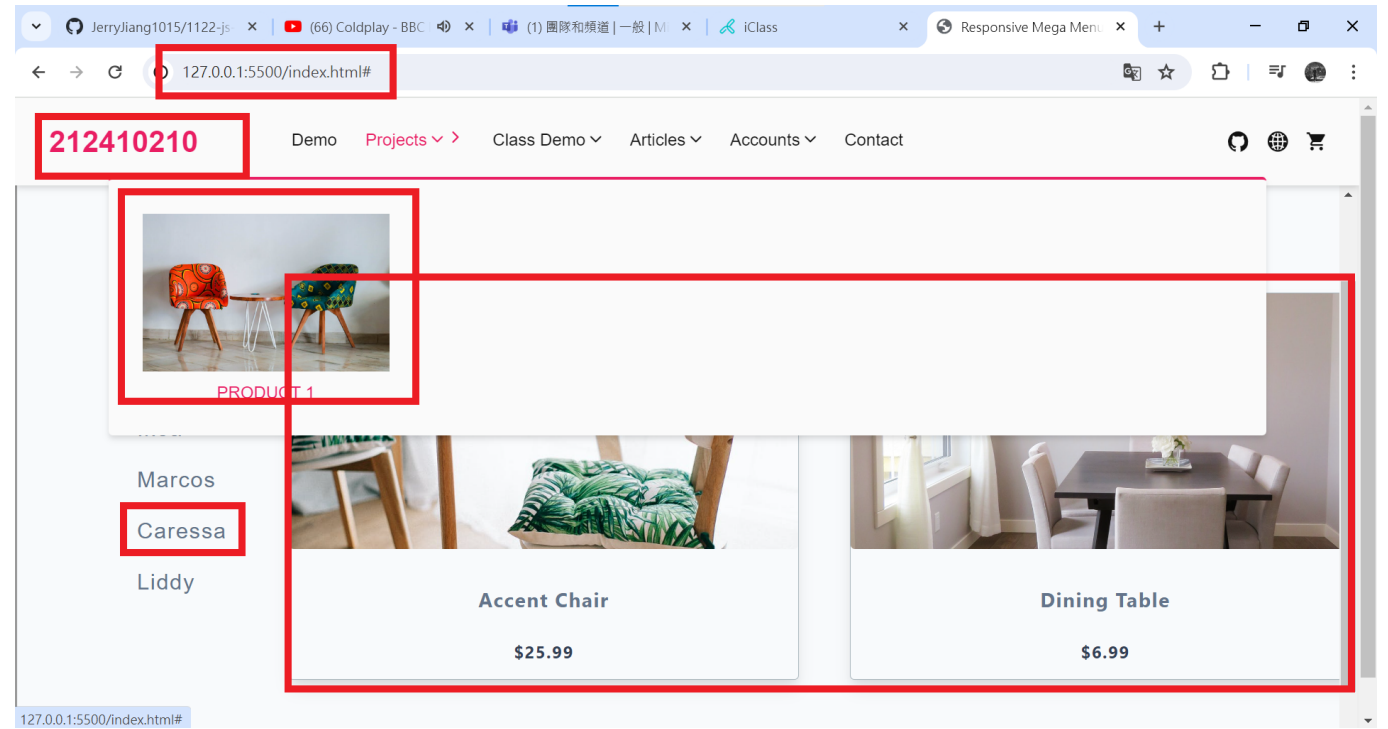 JerryJiang1015/1122-js-
(66) Coldplay - BBC
(1) 團隊和頻道 | 一般 | Mi
iClass
Responsive Mega Menu
127.0.0.1:5500/index.html#
212410210
Demo
Projects
Class Demo
Articles
Accounts
Contact
PRODUCT 1
Marcos
Caressa
Liddy
Accent Chair
$25.99
Dining Table
$6.99
127.0.0.1:5500/index.html#